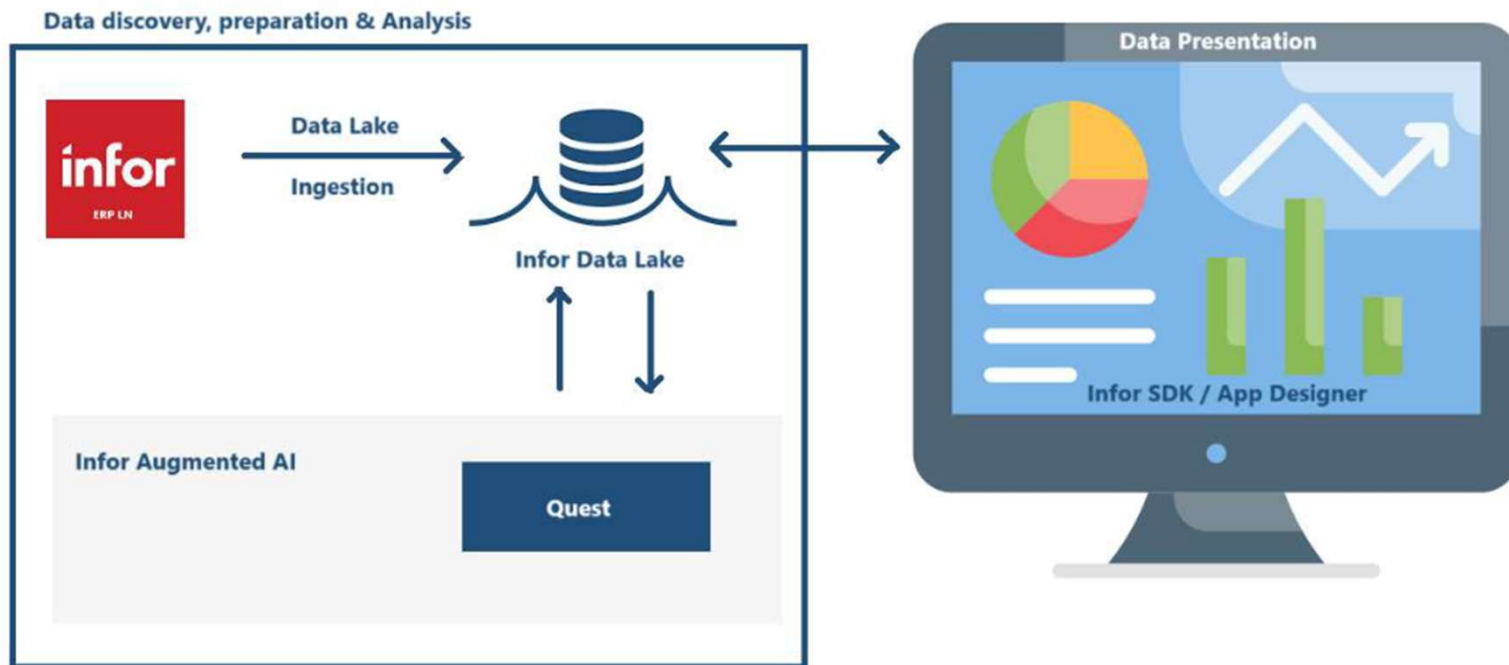 Data discovery, preparation & Analysis
infor
ERP LN
Data Lake
Ingestion
Infor Data Lake
Infor Augmented AI
Quest
Data Presentation
Infor SDK / App Designer